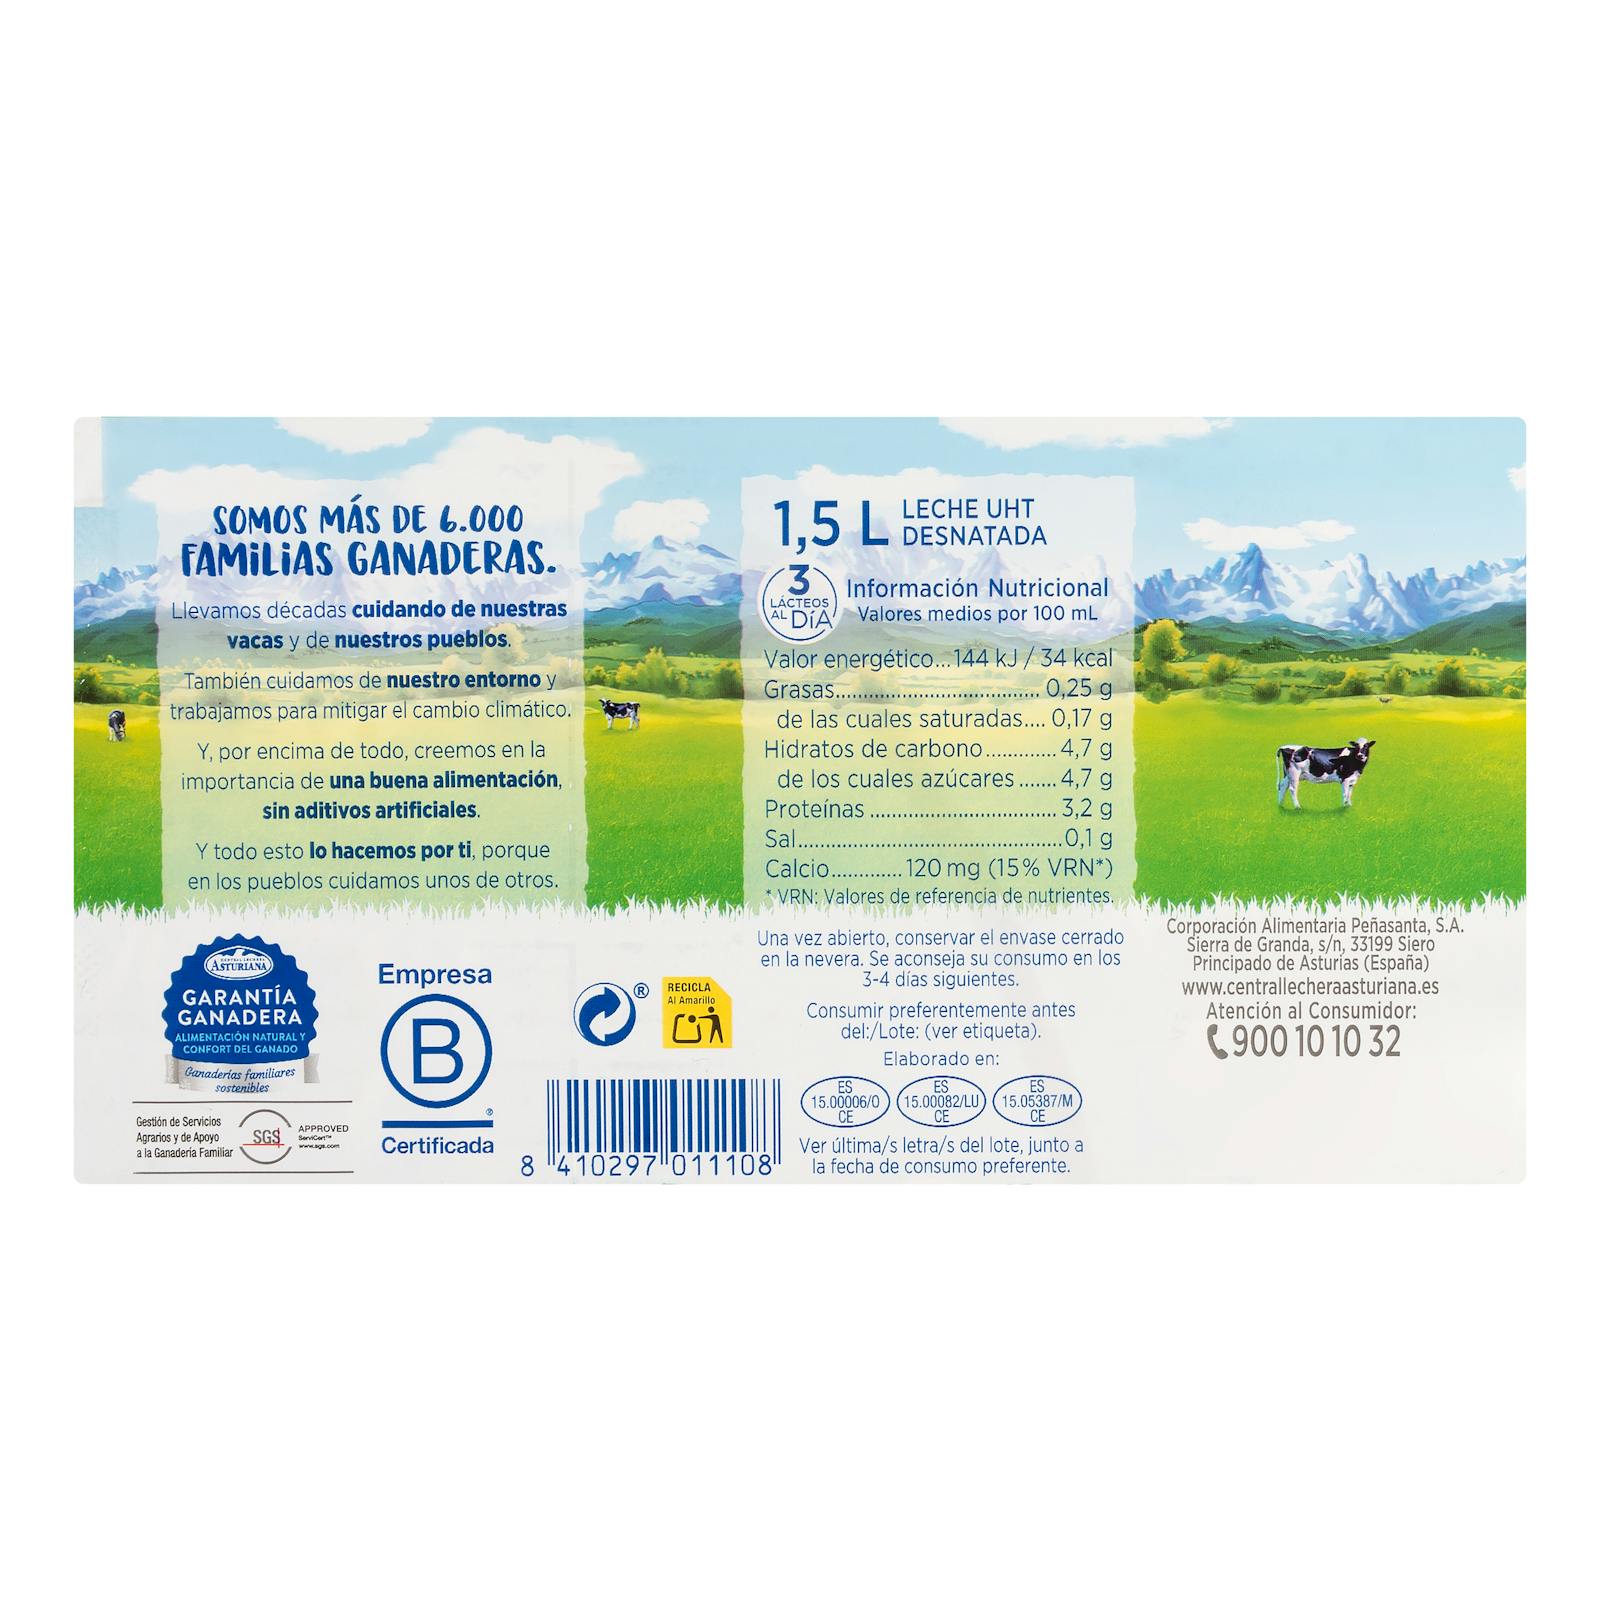 SOMOS MÁS DE 6.000
FAMILIAS GANADERAS.
Llevamos décadas cuidando de nuestras
vacas y de nuestros pueblos.
También cuidamos de nuestro entorno y
trabajamos para mitigar el cambio climático.
Y, por encima de todo, creemos en la
importancia de una buena alimentación,
sin aditivos artificiales.
Y todo esto lo hacemos por ti, porque
en los pueblos cuidamos unos de otros.
CENTRAL LECHERA
ASTURIANA
GARANTÍA
GANADERA
ALIMENTACIÓN NATURAL Y
CONFORT DEL GANADO
Ganaderías familiares
sostenibles
Gestión de Servicios
Agrarios y de Apoyo
a la Ganadería Familiar
SGS
APPROVED
ServiCert™
www.sgs.com
Empresa
B
®
Certificada
®
RECICLA
Al Amarillo
8 410297 011108
1,5 L LECHE UHT
DESNATADA
3
LÁCTEOS
AL DÍA
Información Nutricional
Valores medios por 100 mL
Valor energético...144 kJ / 34 kcal
Grasas.................................. 0,25 g
de las cuales saturadas.... 0,17 g
Hidratos de carbono............ 4,7 g
de los cuales azúcares ....... 4,7 g
Proteínas ............................... 3,2 g
Sal............................................0,1 g
Calcio............ 120 mg (15% VRN*)
* VRN: Valores de referencia de nutrientes.
Una vez abierto, conservar el envase cerrado
en la nevera. Se aconseja su consumo en los
3-4 días siguientes.
Consumir preferentemente antes
del:/Lote: (ver etiqueta).
Elaborado en:
ES
15.00006/O
CE
ES
15.00082/LU
CE
ES
15.05387/M
CE
Ver última/s letra/s del lote, junto a
la fecha de consumo preferente.
Corporación Alimentaria Peñasanta, S.A.
Sierra de Granda, s/n, 33199 Siero
Principado de Asturias (España)
www.centrallecheraasturiana.es
Atención al Consumidor:
900 10 10 32